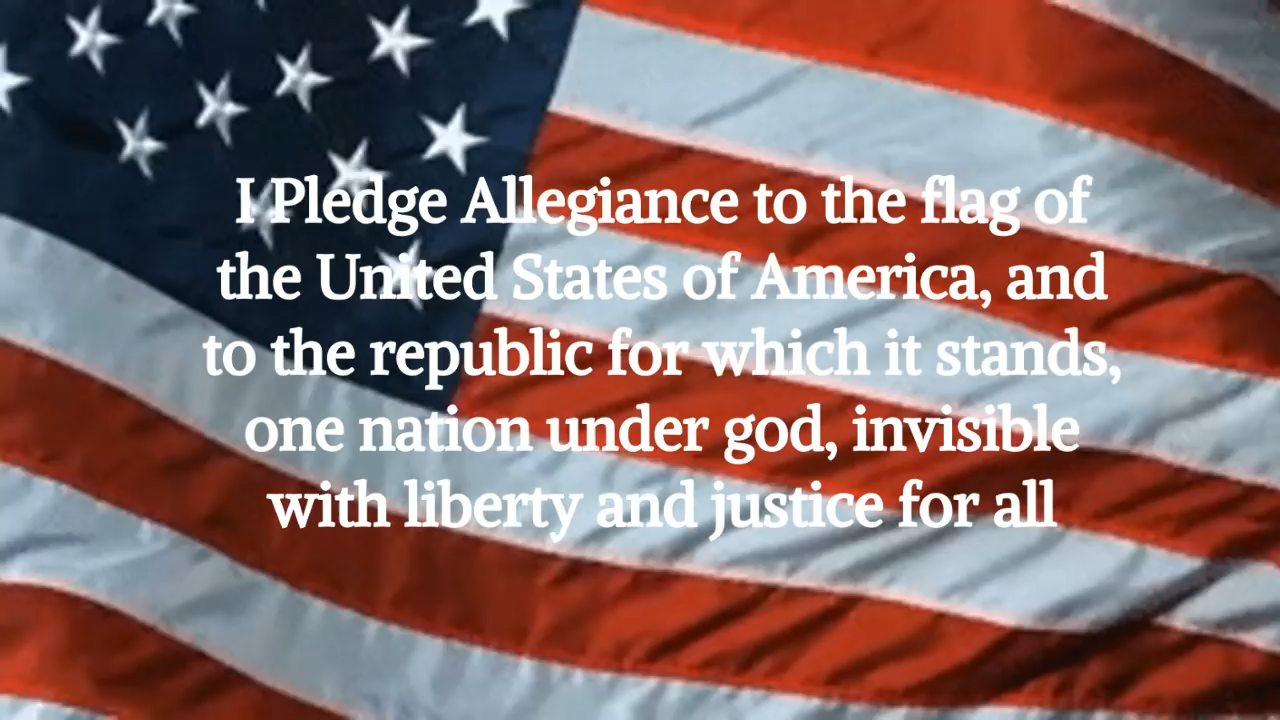 I Pledge Allegiance to the flag of
the United States of America, and
to the republic for which it stands,
one nation under god, invisible
with liberty and justice for all